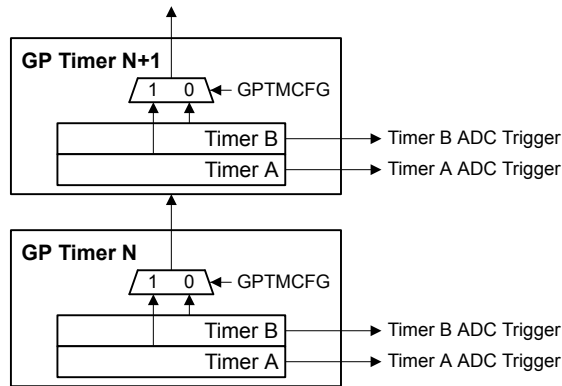 GP Timer N+1
1 0 GPTMCFG
Timer B Timer B ADC Trigger
Timer A Timer A ADC Trigger
GP Timer N
1 0 GPTMCFG
Timer B Timer B ADC Trigger
Timer A Timer A ADC Trigger